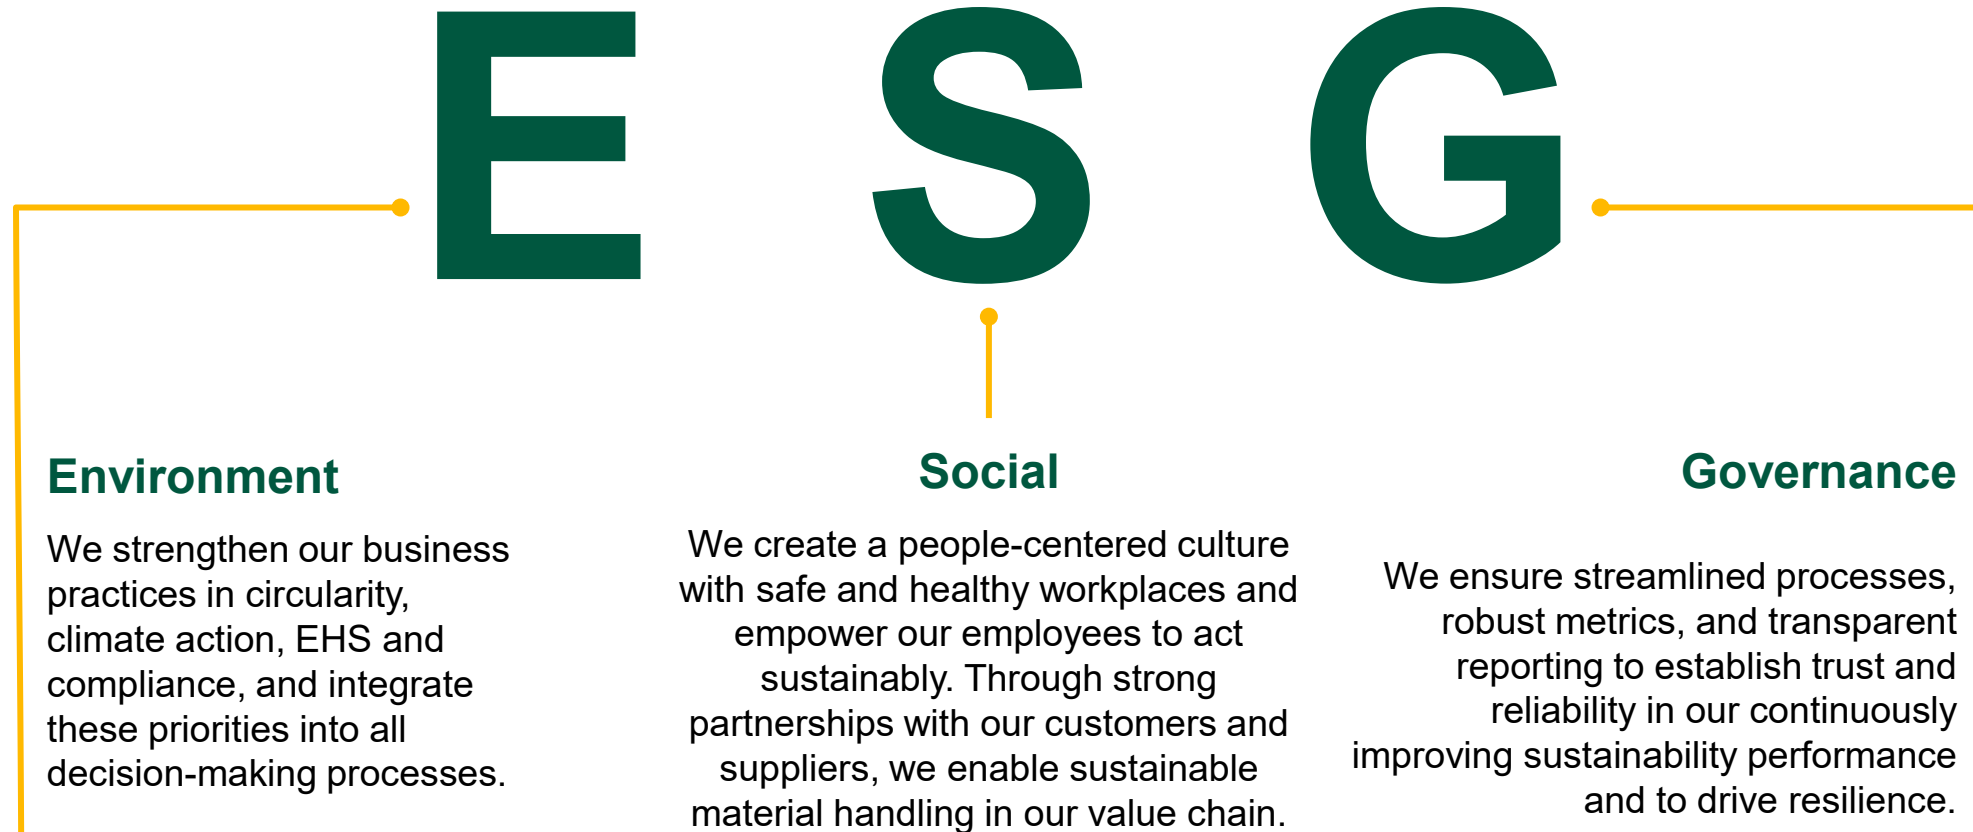 E S G
Environment
We strengthen our business
practices in circularity,
climate action, EHS and
compliance, and integrate
these priorities into all
decision-making processes.
Social
We create a people-centered culture
with safe and healthy workplaces and
empower our employees to act
sustainably. Through strong
partnerships with our customers and
suppliers, we enable sustainable
material handling in our value chain.
Governance
We ensure streamlined processes,
robust metrics, and transparent
reporting to establish trust and
reliability in our continuously
improving sustainability performance
and to drive resilience.